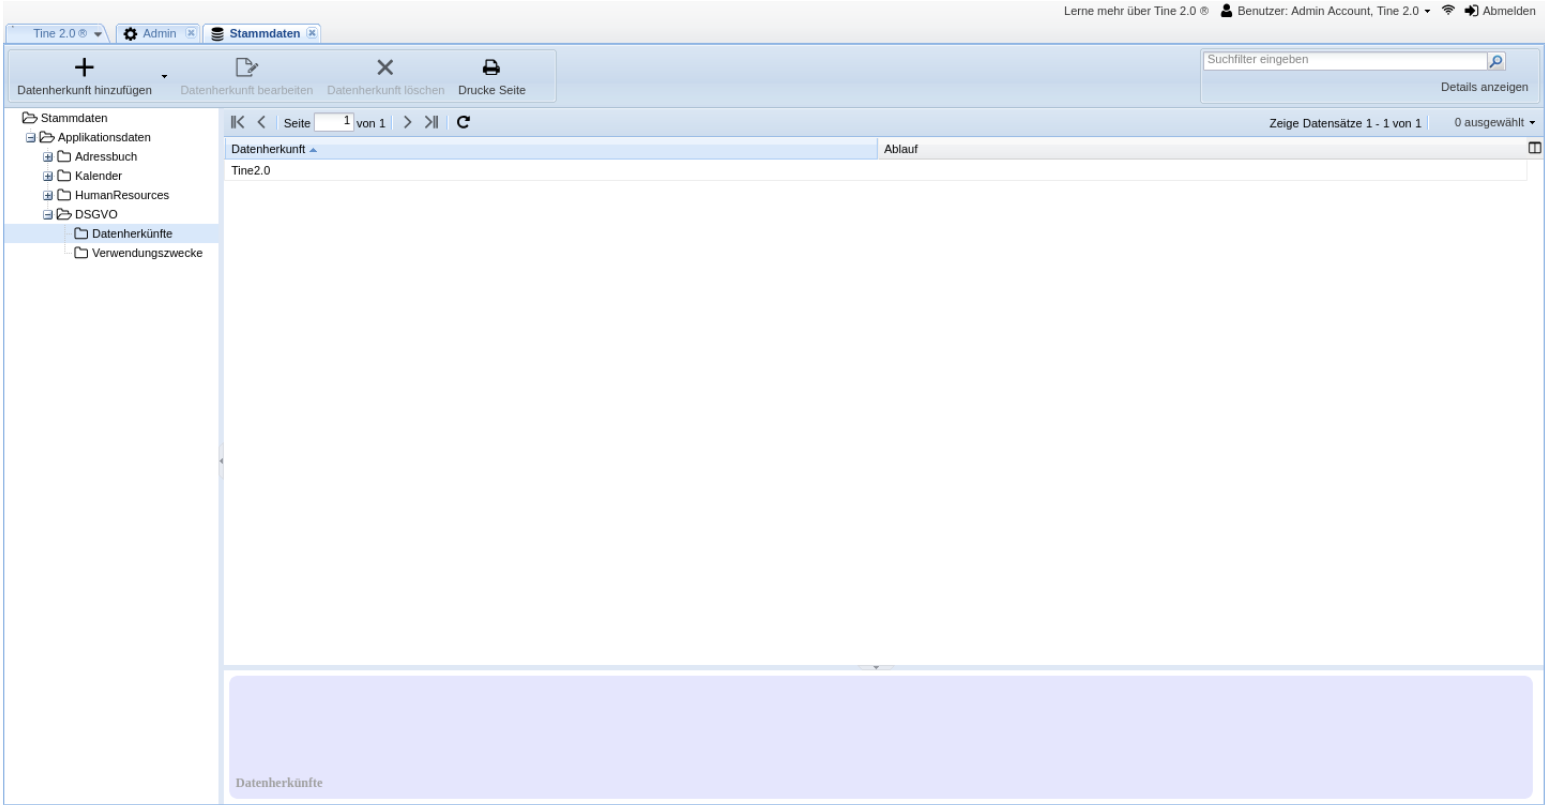 Lerne mehr über Tine 2.0 ® Benutzer: Admin Account, Tine 2.0 Abmelden
Tine 2.0 ® Admin Stammdaten
Datenherkunft hinzufügen Datenherkunft bearbeiten Datenherkunft löschen Drucke Seite
Suchfilter eingeben
Details anzeigen
Stammdaten
Applikationsdaten
Adressbuch
Kalender
HumanResources
DSGVO
Datenherkünfte
Verwendungszwecke
Seite 1 von 1 Zeige Datensätze 1 - 1 von 1 0 ausgewählt
Datenherkunft Ablauf
Tine2.0
Datenherkünfte